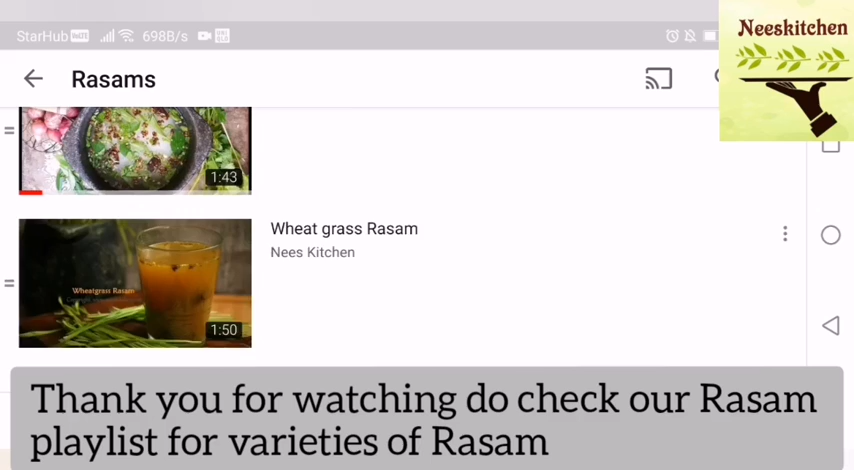 StarHub VoLTE 698B/s
Neeskitchen
Rasams
1:43
Wheat grass Rasam
Nees Kitchen
Wheatgrass Rasam
1:50
Thank you for watching do check our Rasam
playlist for varieties of Rasam